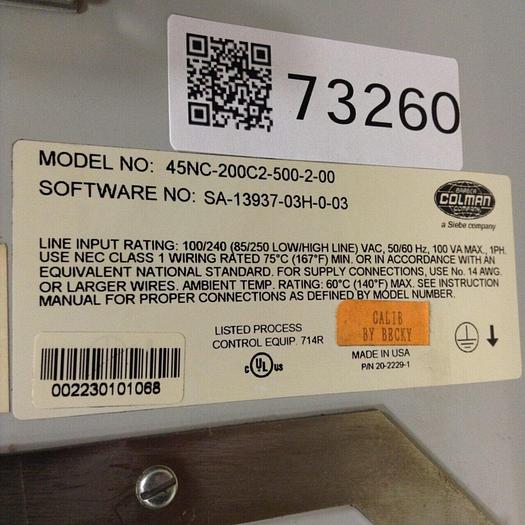 73260
MODEL NO: 45NC-200C2-500-2-00
SOFTWARE NO: SA-13937-03H-0-03
BARBER
COLMAN
COMPANY
a Siebe company
LINE INPUT RATING: 100/240 (85/250 LOW/HIGH LINE) VAC, 50/60 Hz, 100 VA MAX., 1PH.
USE NEC CLASS 1 WIRING RATED 75°C (167°F) MIN. OR IN ACCORDANCE WITH AN
EQUIVALENT NATIONAL STANDARD. FOR SUPPLY CONNECTIONS, USE No. 14 AWG.
OR LARGER WIRES. AMBIENT TEMP. RATING: 60°C (140°F) MAX. SEE INSTRUCTION
MANUAL FOR PROPER CONNECTIONS AS DEFINED BY MODEL NUMBER.
CALIB
BY BECKY
LISTED PROCESS
CONTROL EQUIP. 714R
C UL US
MADE IN USA
P/N 20-2229-1
002230101068